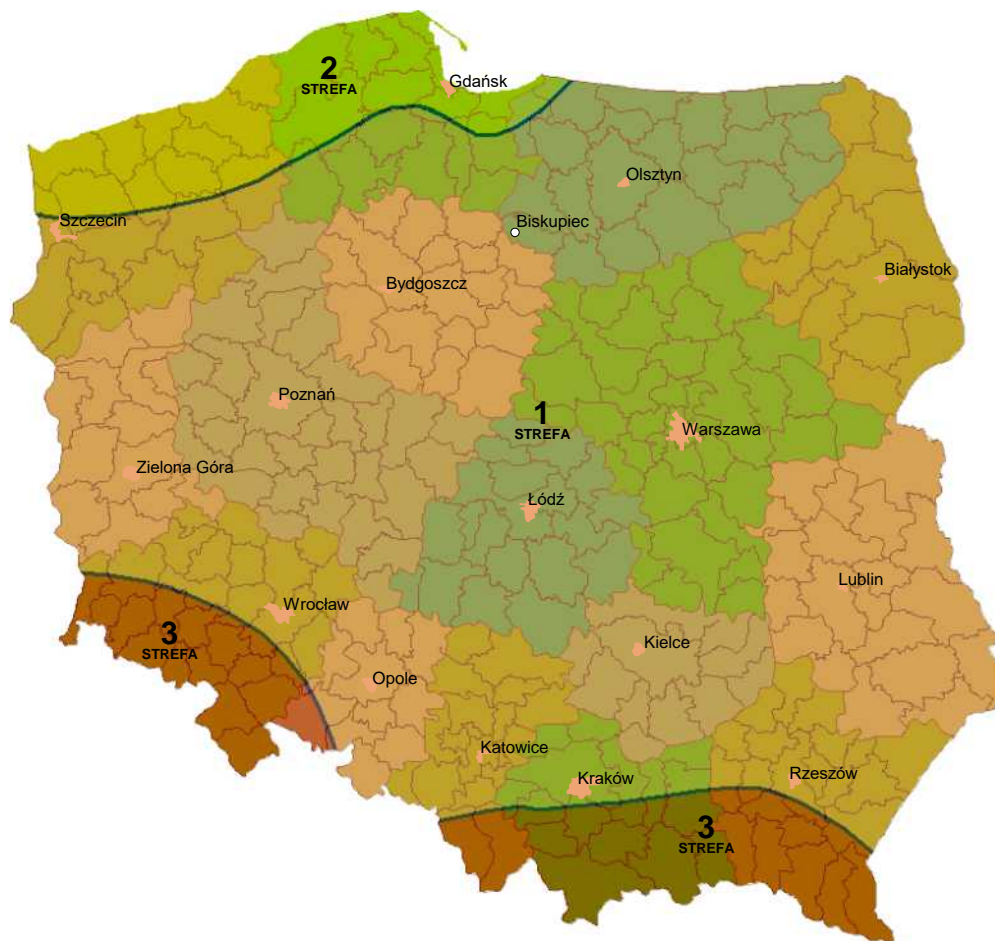 2
STREFA
Gdańsk
Olsztyn
Szczecin
Biskupiec
Białystok
Bydgoszcz
Poznań
1
STREFA
Warszawa
Zielona Góra
Łódź
Lublin
Wrocław
3
STREFA
Kielce
Opole
Katowice
Kraków
Rzeszów
3
STREFA